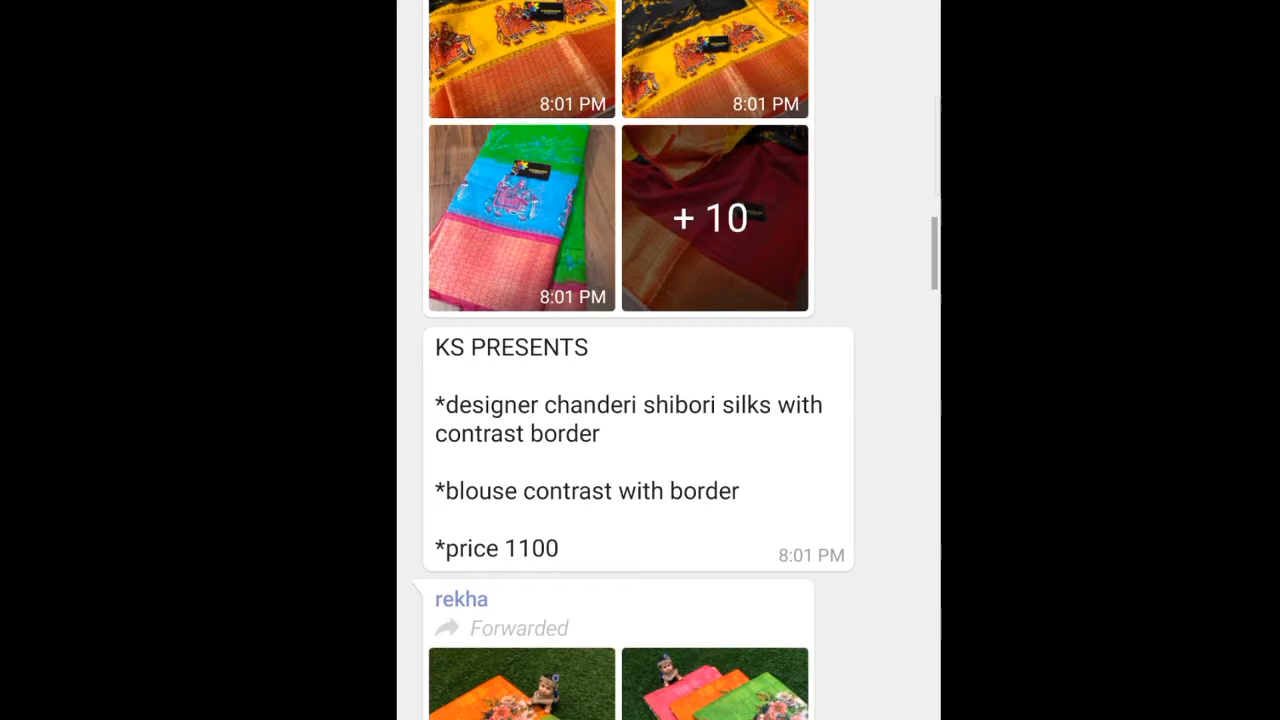 8:01 PM
8:01 PM
8:01 PM
+ 10
KS PRESENTS
*designer chanderi shibori silks with
contrast border
*blouse contrast with border
*price 1100
8:01 PM
rekha
Forwarded